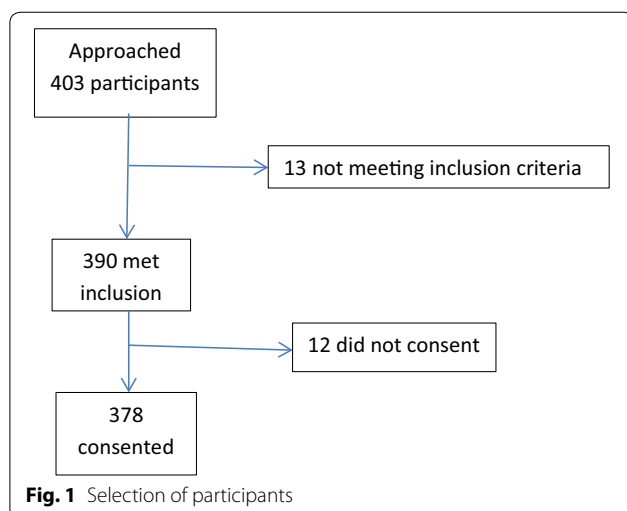 Approached
403 participants
13 not meeting inclusion criteria
390 met
inclusion
12 did not consent
378
consented
Fig. 1 Selection of participants